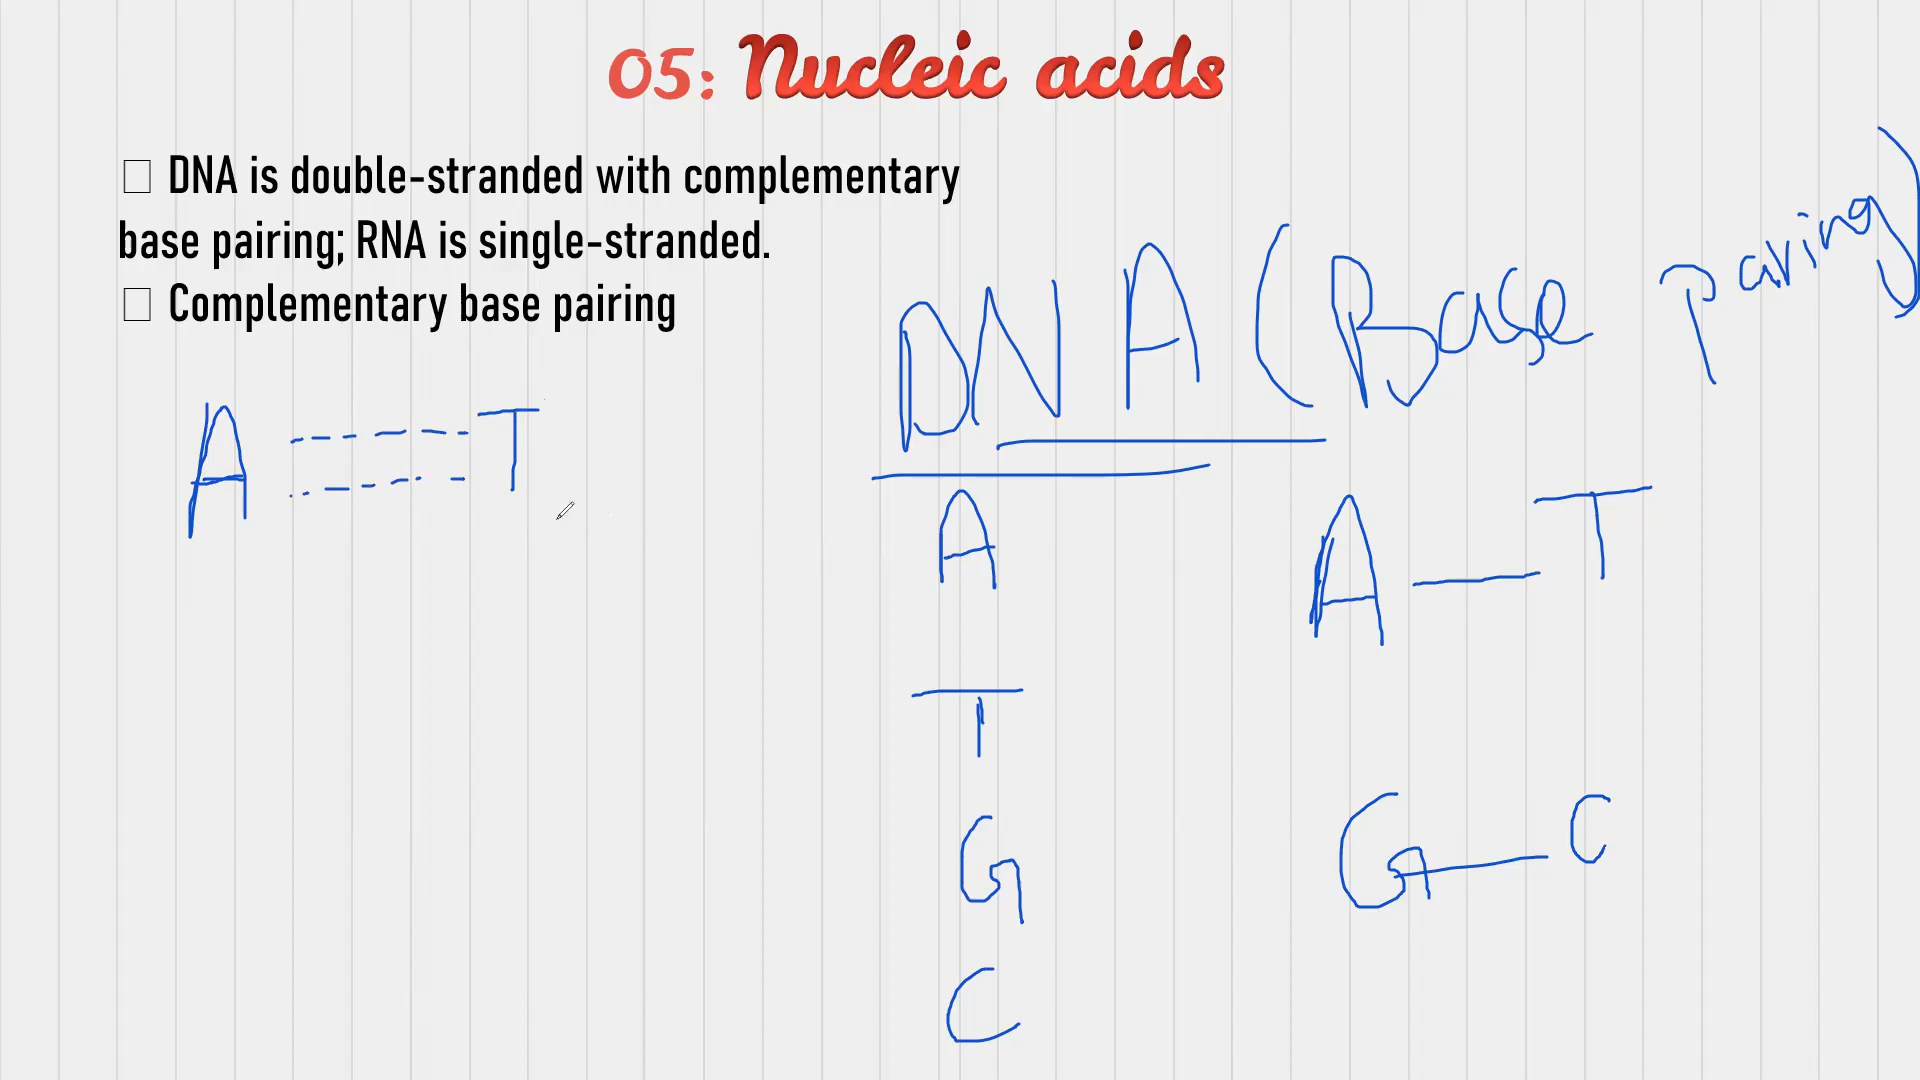 05: Nucleic acids
□ DNA is double-stranded with complementary
base pairing; RNA is single-stranded.
□ Complementary base pairing
DNA (Base Pairing)
A T
A
A — T
T
G
G — C
C